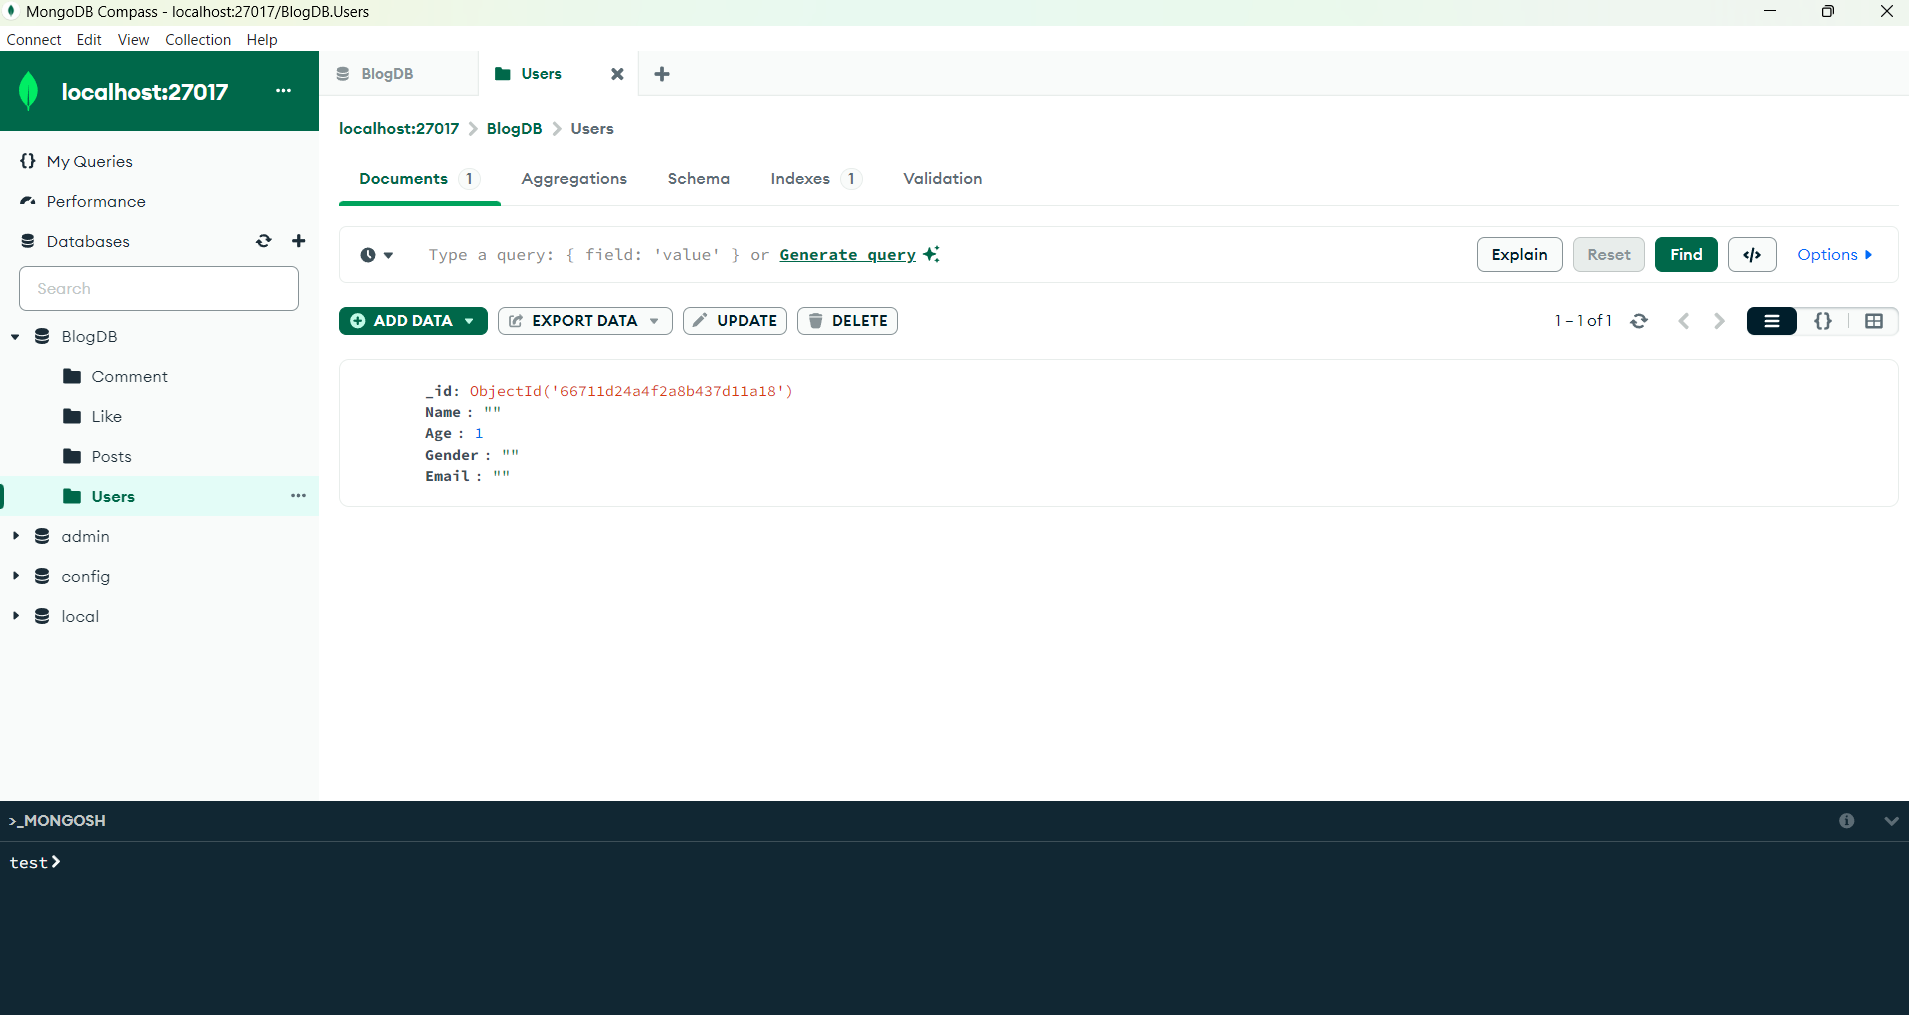 MongoDB Compass - localhost:27017/BlogDB.Users
Connect Edit View Collection Help
localhost:27017 ...
BlogDB
Users
localhost:27017 > BlogDB > Users
{} My Queries
Performance
Databases
Search
BlogDB
Comment
Like
Posts
Users ...
admin
config
local
Documents 1 Aggregations Schema Indexes 1 Validation
Type a query: { field: 'value' } or Generate query
Explain Reset Find </> Options
ADD DATA EXPORT DATA UPDATE DELETE
1 – 1 of 1 {}
_id: ObjectId('66711d24a4f2a8b437d11a18')
Name : ""
Age : 1
Gender : ""
Email : ""
>_MONGOSH
test>